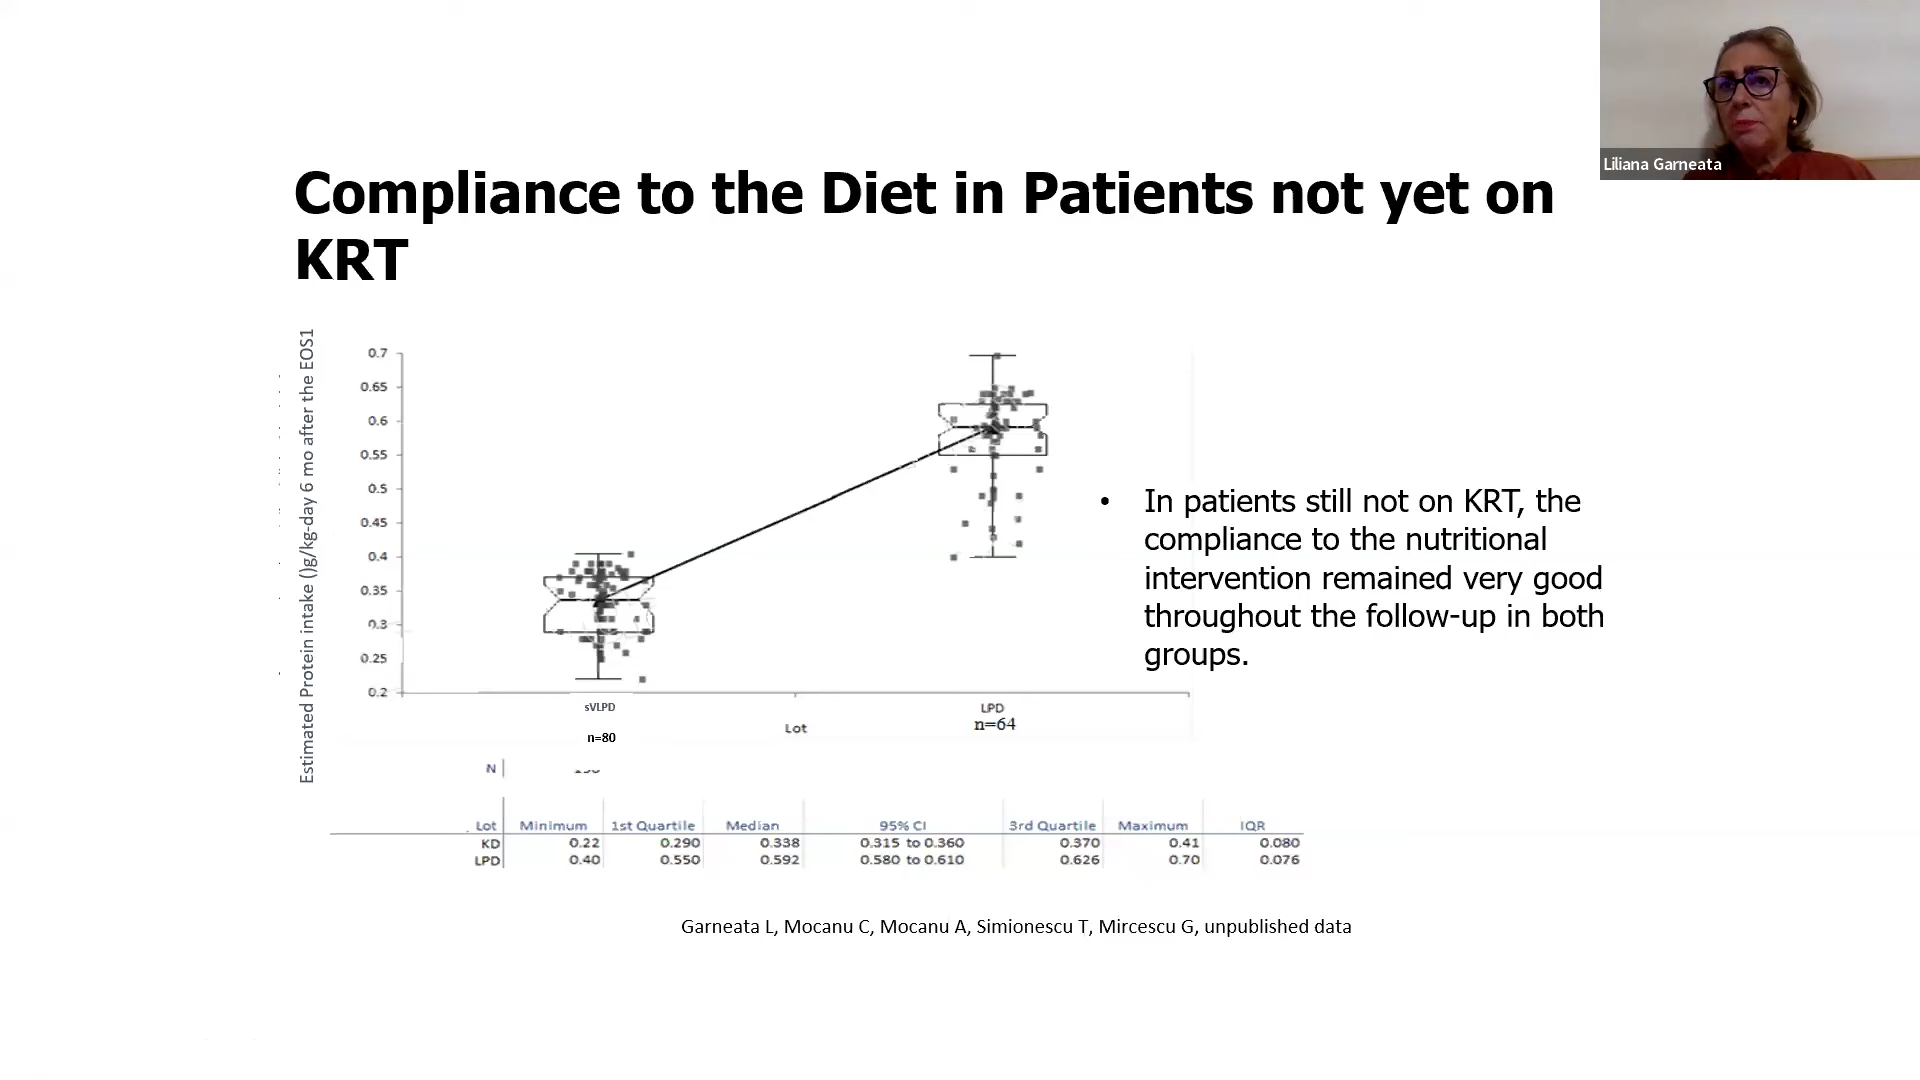 Liliana Garneata
Compliance to the Diet in Patients not yet on
KRT
Estimated Protein intake ()g/kg-day 6 mo after the EOS1
0.7
0.65
0.6
0.55
0.5
0.45
0.4
0.35
0.3
0.25
0.2
sVLPD
LPD
n=80
Lot
n=64
• In patients still not on KRT, the
compliance to the nutritional
intervention remained very good
throughout the follow-up in both
groups.
N
Lot Minimum 1st Quartile Median 95% CI 3rd Quartile Maximum IQR
KD 0.22 0.290 0.338 0.315 to 0.360 0.370 0.41 0.080
LPD 0.40 0.550 0.592 0.580 to 0.610 0.626 0.70 0.076
Garneata L, Mocanu C, Mocanu A, Simionescu T, Mircescu G, unpublished data